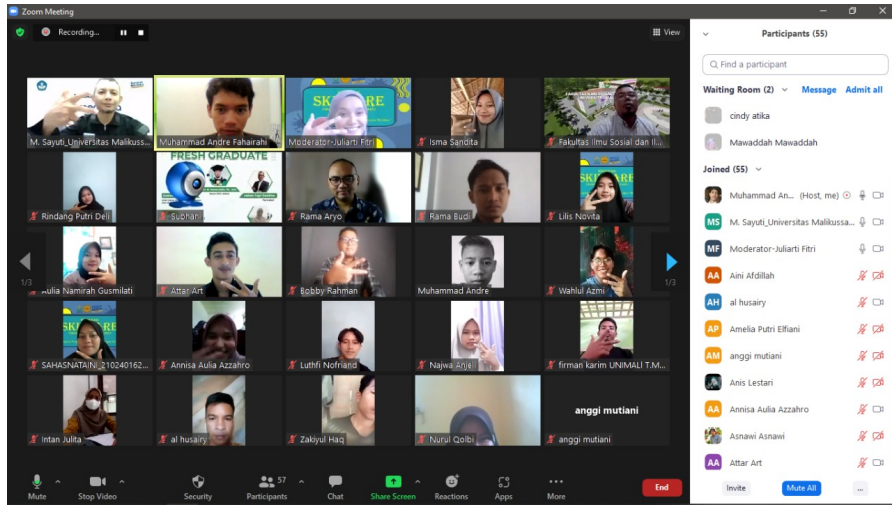 Zoom Meeting
Recording...
View
M. Sayuti_Universitas Malikuss...
Muhammad Andre Fahairahi
SK RE
Moderator-Juliarti Fitri
Isma Sandita
Fakultas Ilmu Sosial dan Il...
Rindang Putri Deli
FRESH GRADUATE
Subhani
Rama Aryo
Rama Budi
Lilis Novita
1/3
Aulia Namirah Gusmilati
Attar Art
Bobby Rahman
Muhammad Andre
Wahlul Azmi
1/3
SAHASNATAINI_210240162...
Annisa Aulia Azzahro
Luthfi Nofriand
Najwa Anjeli
firman karim UNIMAL( T.M...
Intan Julita
al husairy
Zakiyul Haq
Nurul Qolbi
anggi mutiani
anggi mutiani
Mute
Stop Video
Security
Participants
57
Chat
Share Screen
Reactions
Apps
More
End
Participants (55)
Find a participant
Waiting Room (2)
Message
Admit all
cindy atika
Mawaddah Mawaddah
Joined (55)
Muhammad An... (Host, me)
MS M. Sayuti_Universitas Malikussa...
MF Moderator-Juliarti Fitri
AA Aini Afdillah
AH al husairy
AP Amelia Putri Elfiani
AM anggi mutiani
Anis Lestari
AA Annisa Aulia Azzahro
Asnawi Asnawi
AA Attar Art
Invite
Mute All
...